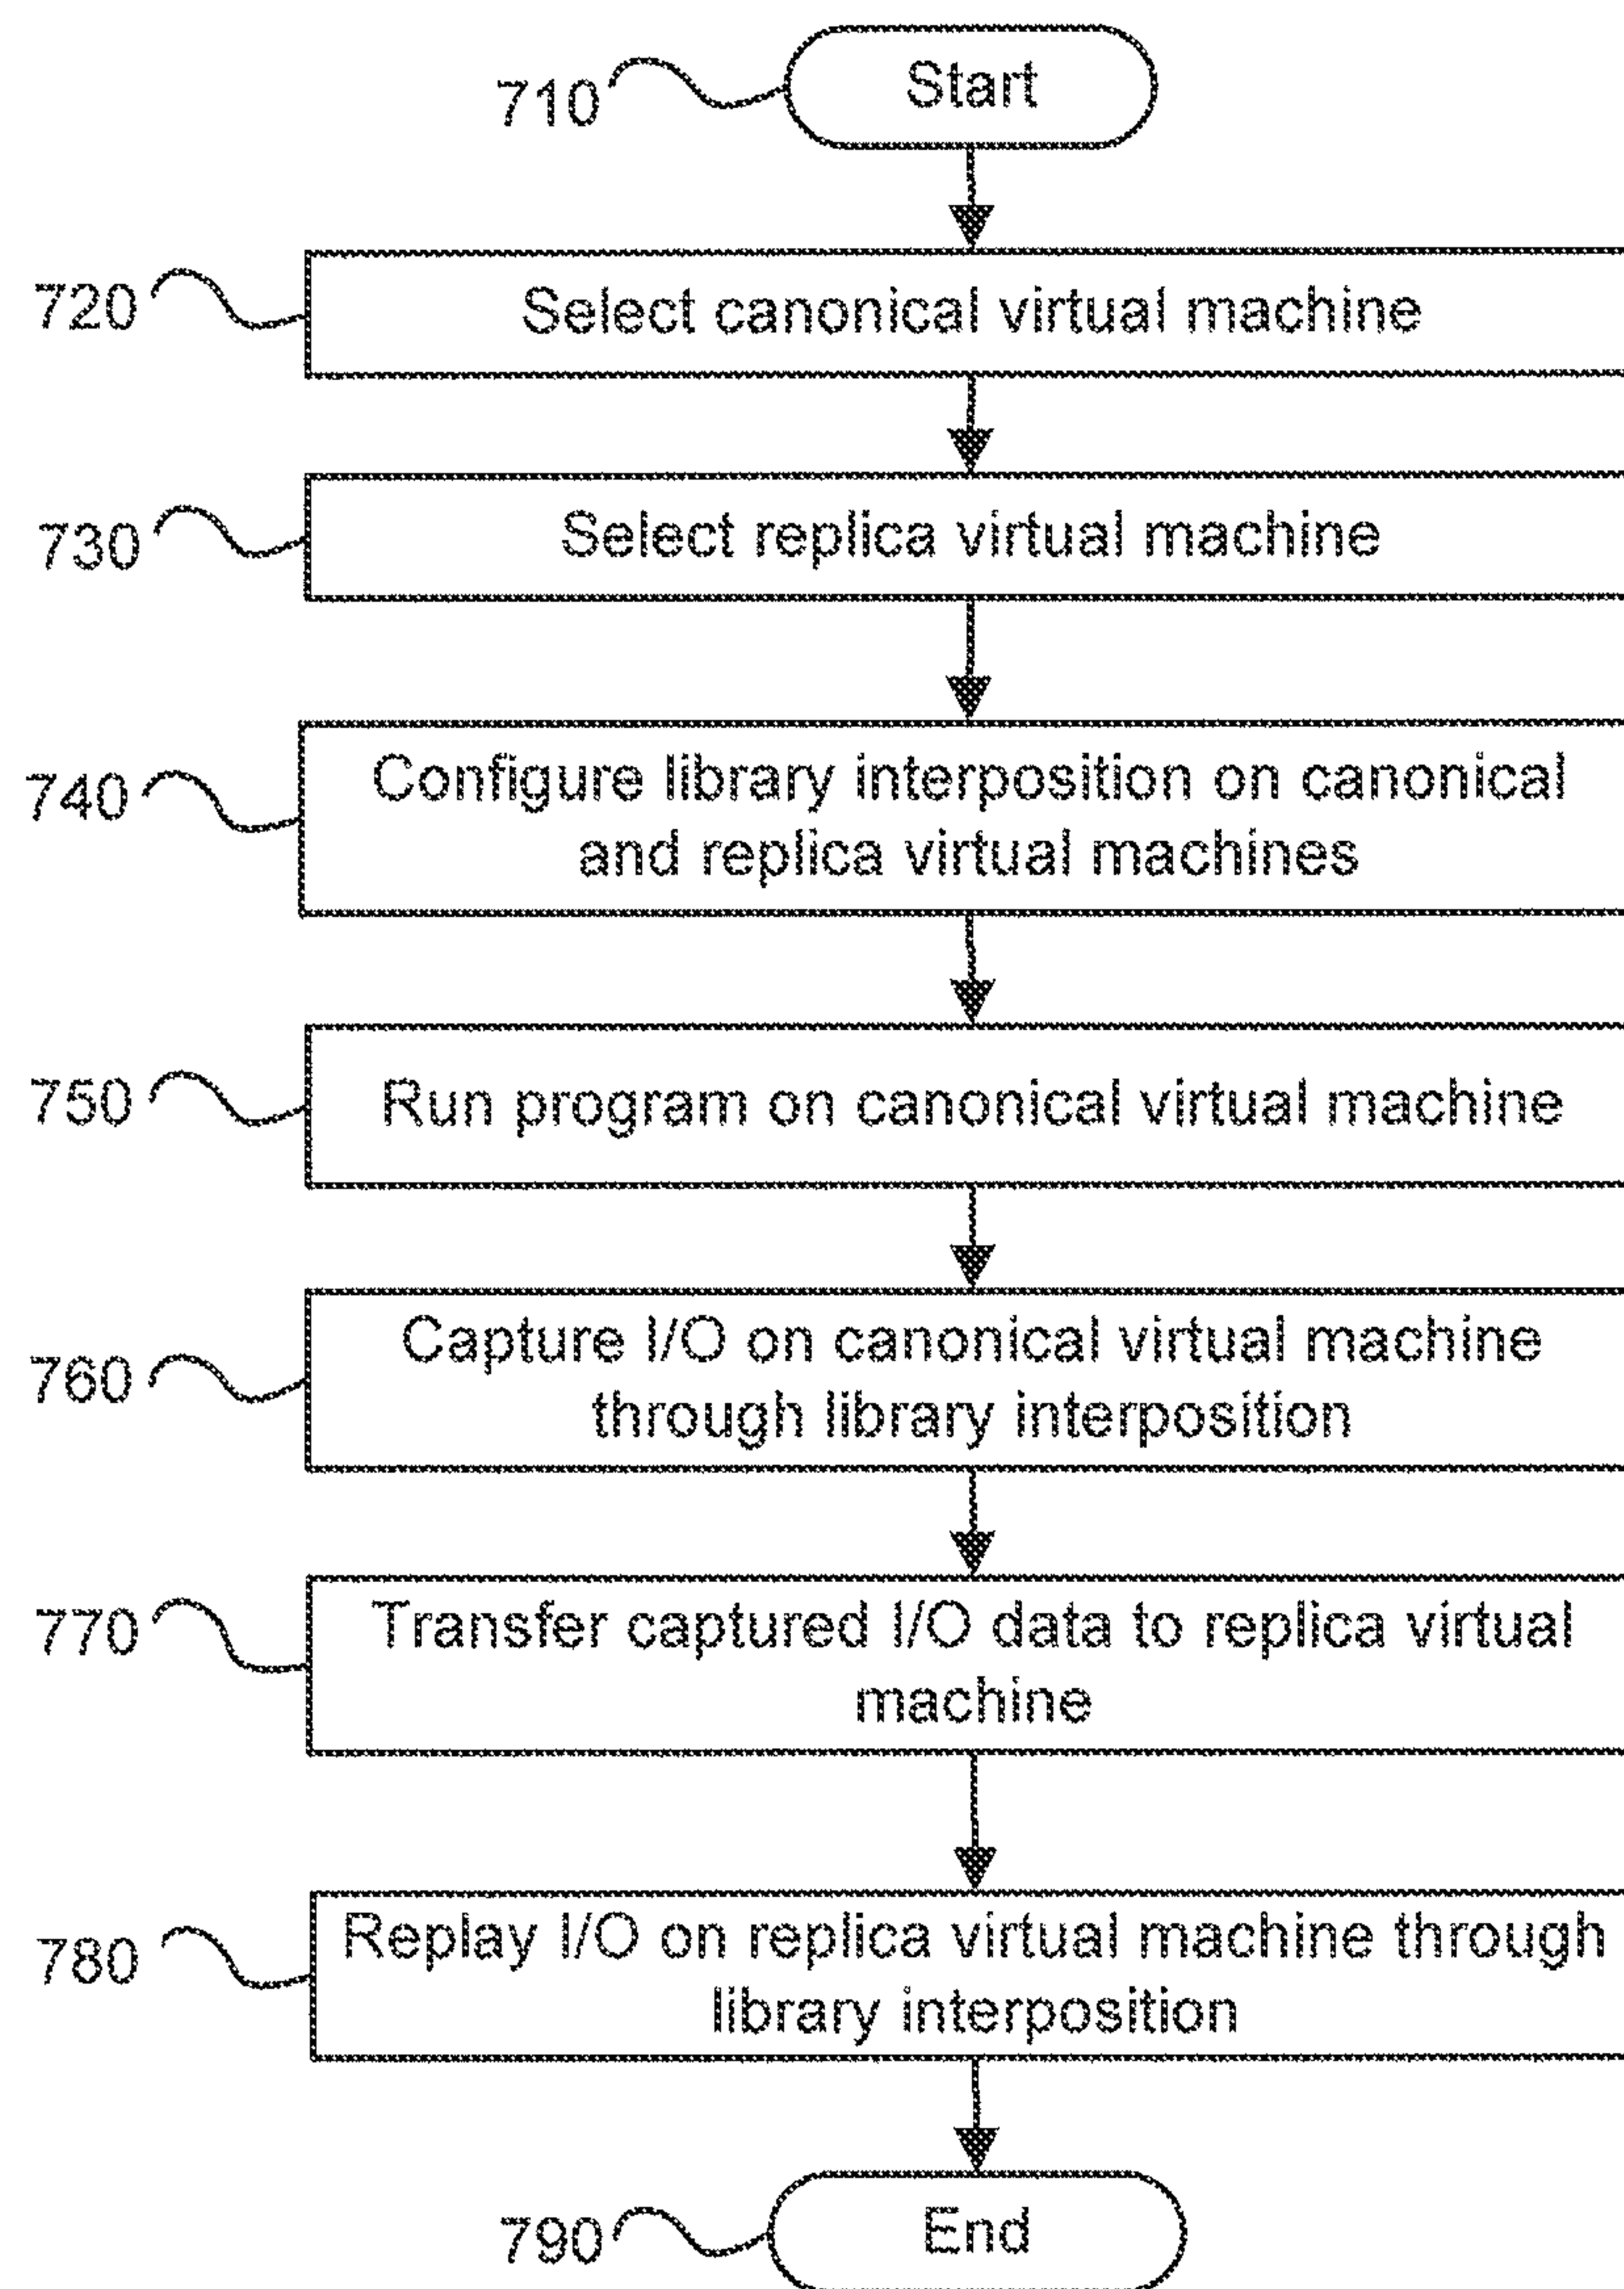 710
Start
720
Select canonical virtual machine
730
Select replica virtual machine
740
Configure library interposition on canonical
and replica virtual machines
750
Run program on canonical virtual machine
760
Capture I/O on canonical virtual machine
through library interposition
770
Transfer captured I/O data to replica virtual
machine
780
Replay I/O on replica virtual machine through
library interposition
790
End